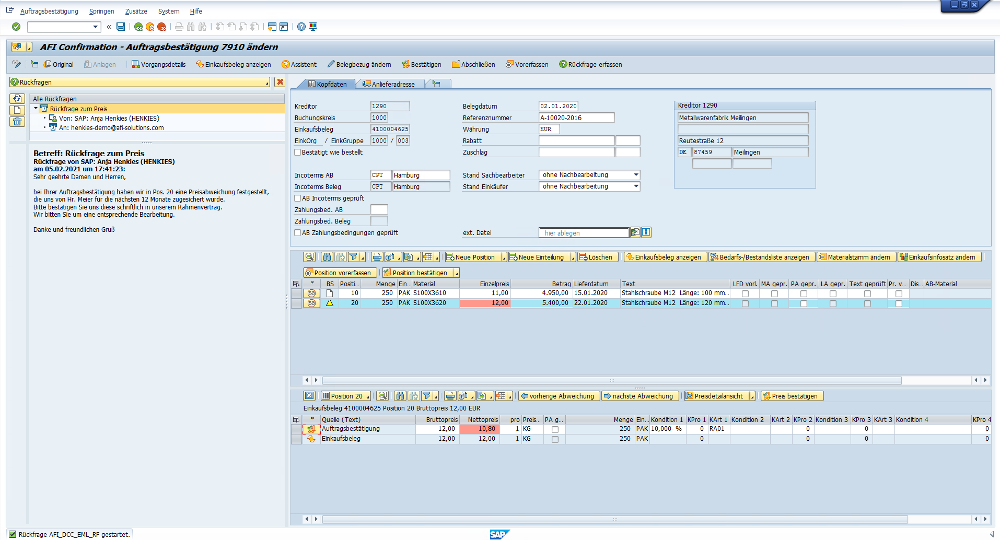 Auftragsbestätigung Springen Zusätze System Hilfe
AFI Confirmation - Auftragsbestätigung 7910 ändern
Original Anlagen Vorgangsdetails Einkaufsbeleg anzeigen Assistent Belegbezug ändern Bestätigen Abschließen Vorerfassen Rückfrage erfassen
Rückfragen
Alle Rückfragen
Rückfrage zum Preis
Von: SAP: Anja Henkies (HENKIES)
An: henkies-demo@afi-solutions.com
Betreff: Rückfrage zum Preis
Rückfrage von SAP: Anja Henkies (HENKIES)
am 05.02.2021 um 17:41:23:
Sehr geehrte Damen und Herren,
bei Ihrer Auftragsbestätigung haben wir in Pos. 20 eine Preisabweichung festgestellt,
die uns von Hr. Meier für die nächsten 12 Monate zugesichert wurde.
Bitte bestätigen Sie uns diese schriftlich in unserem Rahmenvertrag.
Wir bitten Sie um eine entsprechende Bearbeitung.
Danke und freundlichen Gruß
Kopfdaten Anlieferadresse
Kreditor 1290 Belegdatum 02.01.2020 Kreditor 1290
Buchungskreis 1000 Referenznummer A-10020-2016 Metallwarenfabrik Meilingen
Einkaufsbeleg 4100004625 Währung EUR
EinkOrg / EinkGruppe 1000 / 003 Rabatt Reutestraße 12
Bestätigt wie bestellt Zuschlag DE 87459 Meilingen
Incoterms AB CPT Hamburg Stand Sachbearbeiter ohne Nachbearbeitung
Incoterms Beleg CPT Hamburg Stand Einkäufer ohne Nachbearbeitung
AB Incoterms geprüft
Zahlungsbed. AB
Zahlungsbed. Beleg
AB Zahlungsbedingungen geprüft ext. Datei hier ablegen
Neue Position Neue Einteilung Löschen Einkaufsbeleg anzeigen Bedarfs-/Bestandsliste anzeigen Materialstamm ändern Einkaufsinfosatz ändern
Position vorerfassen Position bestätigen
* BS Positi... Menge Ein... Material Einzelpreis Betrag Lieferdatum Text LFD vorl. MA gepr. PA gepr. LA gepr. Text geprüft Pr. v... Dis... AB-Material
10 250 PAK S100X3610 11,00 4.950,00 15.01.2020 Stahlschraube M12 Länge: 100 mm...
20 250 PAK S100X3620 12,00 5.400,00 22.01.2020 Stahlschraube M12 Länge: 120 mm...
Position 20 vorherige Abweichung nächste Abweichung Preisdetailansicht Preis bestätigen
Einkaufsbeleg 4100004625 Position 20 Bruttopreis 12,00 EUR
* Quelle (Text) Bruttopreis Nettopreis pro Preis... PA g... Menge Ein... Kondition 1 KPro 1 KArt 1 Kondition 2 KArt 2 KPro 2 Kondition 3 KPro 3 KArt 3 Kondition 4 KPro 4
Auftragsbestätigung 12,00 10,80 1 KG 250 PAK 10,000- % 0 RA01 0 0 0
Einkaufsbeleg 12,00 12,00 1 KG 250 PAK 0 0 0 0
Rückfrage AFI_DCC_EML_RF gestartet. SAP